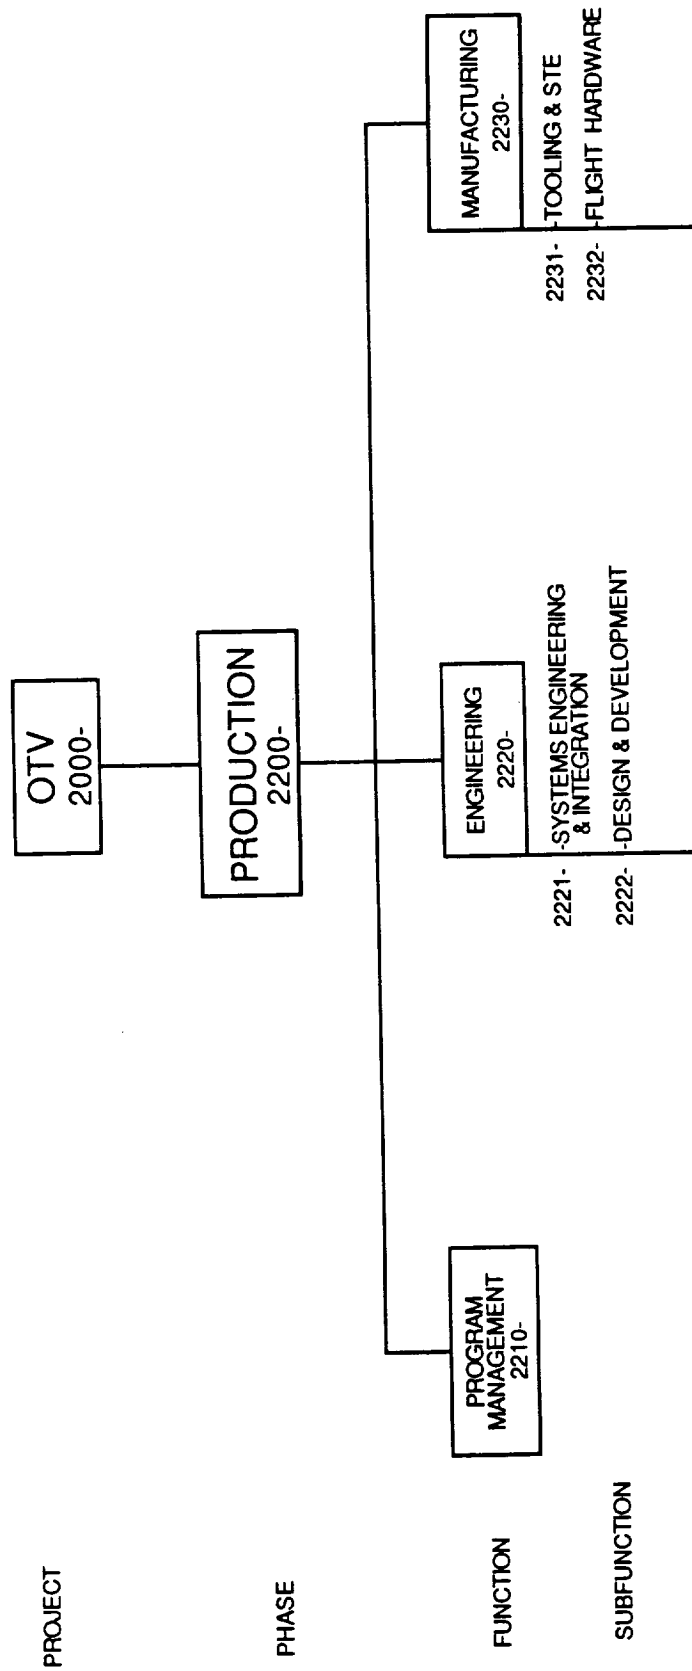 PROJECT
OTV
2000-
PHASE
PRODUCTION
2200-
FUNCTION
PROGRAM
MANAGEMENT
2210-
ENGINEERING
2220-
MANUFACTURING
2230-
SUBFUNCTION
2221- -SYSTEMS ENGINEERING
& INTEGRATION
2222- -DESIGN & DEVELOPMENT
2231- -TOOLING & STE
2232- -FLIGHT HARDWARE